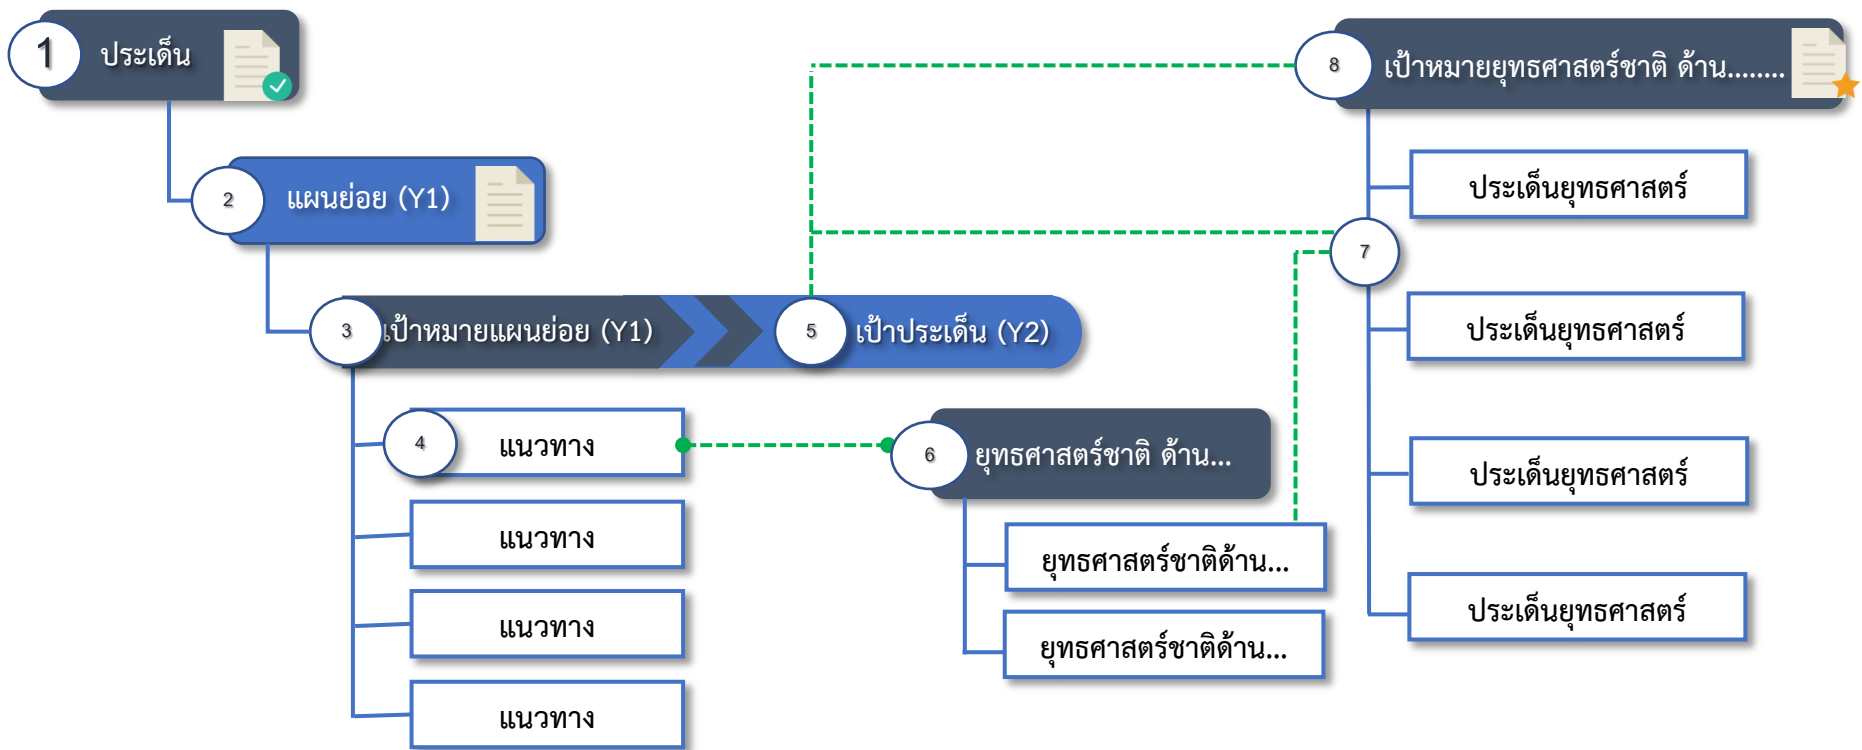 1
ประเด็น
2
แผนย่อย (Y1)
3
เป้าหมายแผนย่อย (Y1)
5
เป้าประเด็น (Y2)
4
แนวทาง
แนวทาง
แนวทาง
แนวทาง
6
ยุทธศาสตร์ชาติ ด้าน...
ยุทธศาสตร์ชาติด้าน...
ยุทธศาสตร์ชาติด้าน...
8
เป้าหมายยุทธศาสตร์ชาติ ด้าน........
7
ประเด็นยุทธศาสตร์
ประเด็นยุทธศาสตร์
ประเด็นยุทธศาสตร์
ประเด็นยุทธศาสตร์